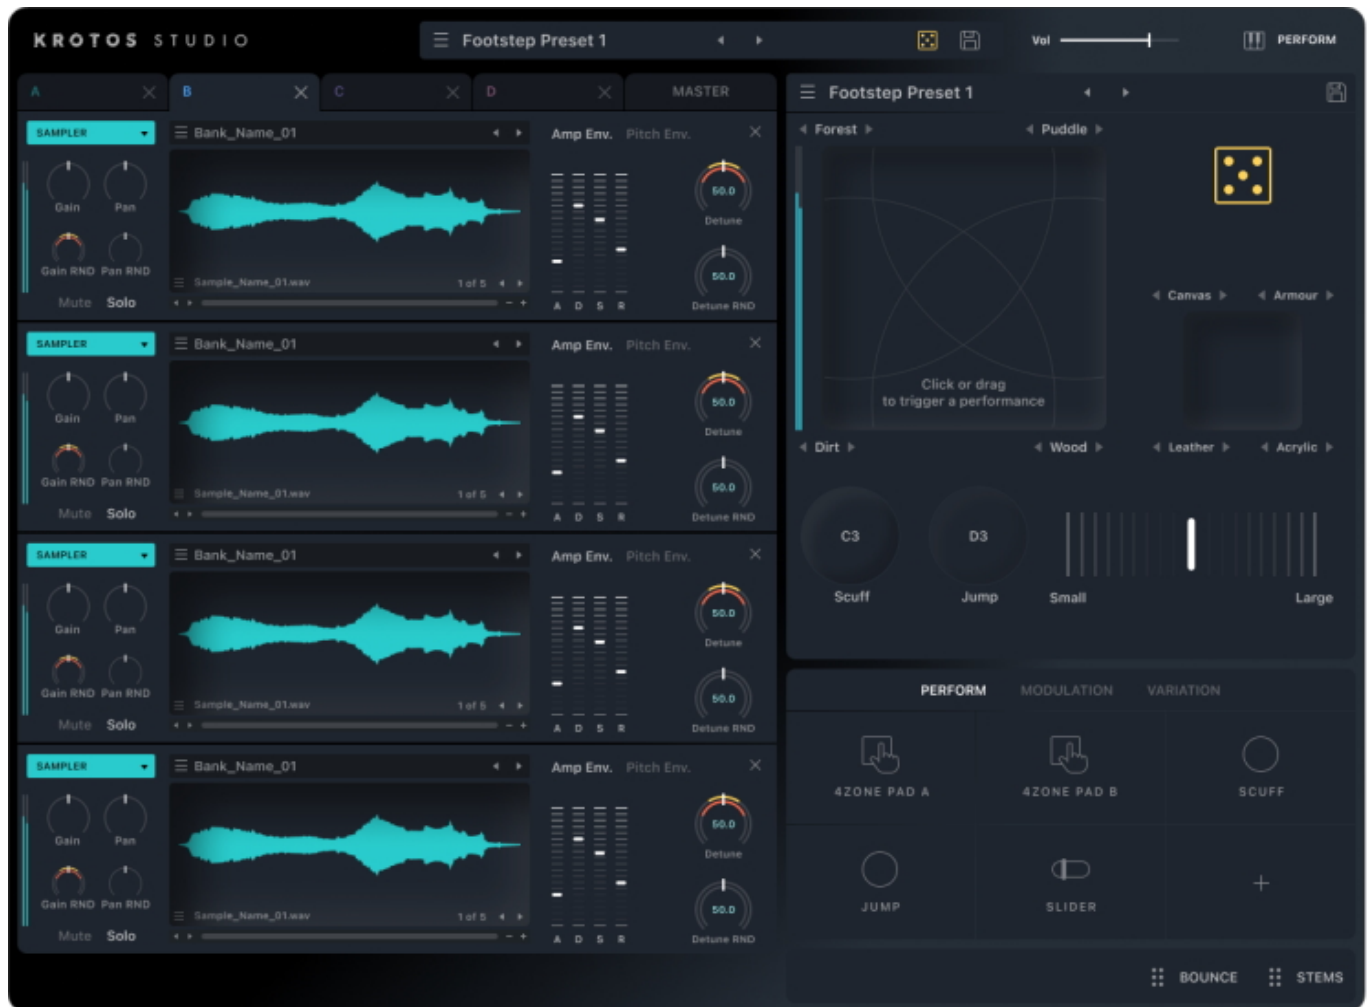 KROTOS STUDIO
Footstep Preset 1
Vol
PERFORM
A
B
C
D
MASTER
SAMPLER
Bank_Name_01
Amp Env. Pitch Env.
Gain Pan
50.0
Detune
Gain RND Pan RND
Sample_Name_01.wav
1 of 5
50.0
Mute Solo
A D S R
Detune RND
SAMPLER
Bank_Name_01
Amp Env. Pitch Env.
Gain Pan
50.0
Detune
Gain RND Pan RND
Sample_Name_01.wav
1 of 5
50.0
Mute Solo
A D S R
Detune RND
SAMPLER
Bank_Name_01
Amp Env. Pitch Env.
Gain Pan
50.0
Detune
Gain RND Pan RND
Sample_Name_01.wav
1 of 5
50.0
Mute Solo
A D S R
Detune RND
SAMPLER
Bank_Name_01
Amp Env. Pitch Env.
Gain Pan
50.0
Detune
Gain RND Pan RND
Sample_Name_01.wav
1 of 5
50.0
Mute Solo
A D S R
Detune RND
Footstep Preset 1
Forest
Puddle
Canvas
Armour
Click or drag
to trigger a performance
Dirt
Wood
Leather
Acrylic
C3
D3
Scuff
Jump
Small
Large
PERFORM
MODULATION
VARIATION
4ZONE PAD A
4ZONE PAD B
SCUFF
JUMP
SLIDER
BOUNCE
STEMS